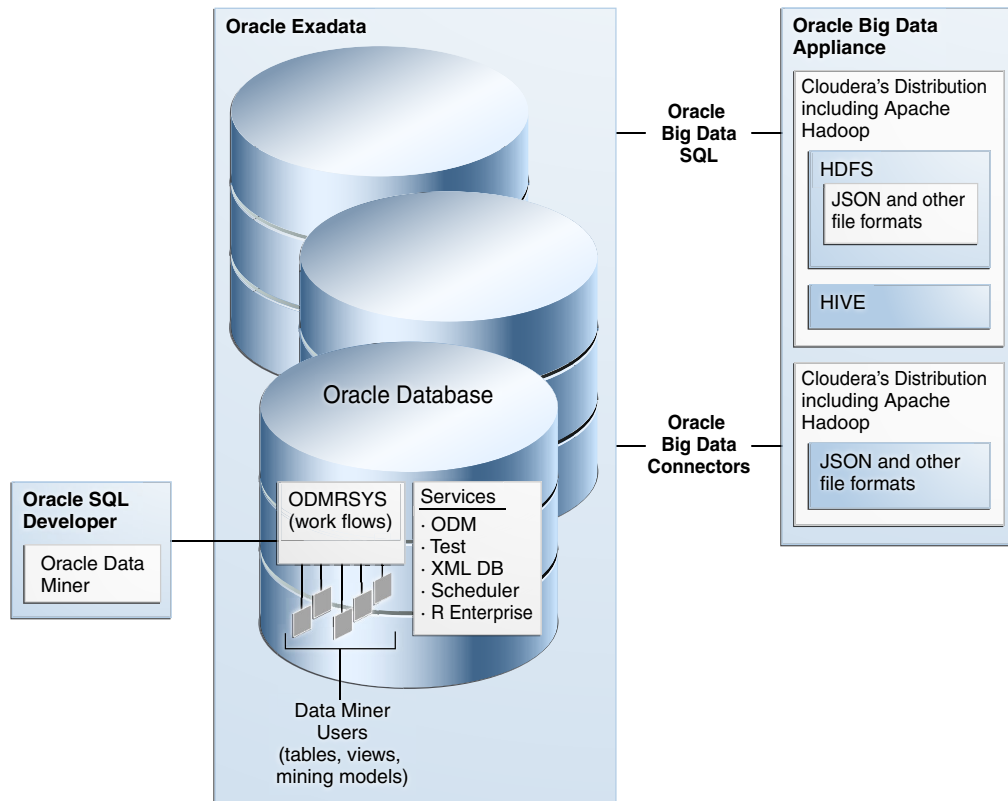 Oracle Exadata
Oracle Database
ODMRSYS
(work flows)
Services
· ODM
· Test
· XML DB
· Scheduler
· R Enterprise
Data Miner
Users
(tables, views,
mining models)
Oracle SQL
Developer
Oracle Data
Miner
Oracle
Big Data
SQL
Oracle
Big Data
Connectors
Oracle Big Data
Appliance
Cloudera's Distribution
including Apache
Hadoop
HDFS
JSON and other
file formats
HIVE
Cloudera's Distribution
including Apache
Hadoop
JSON and other
file formats